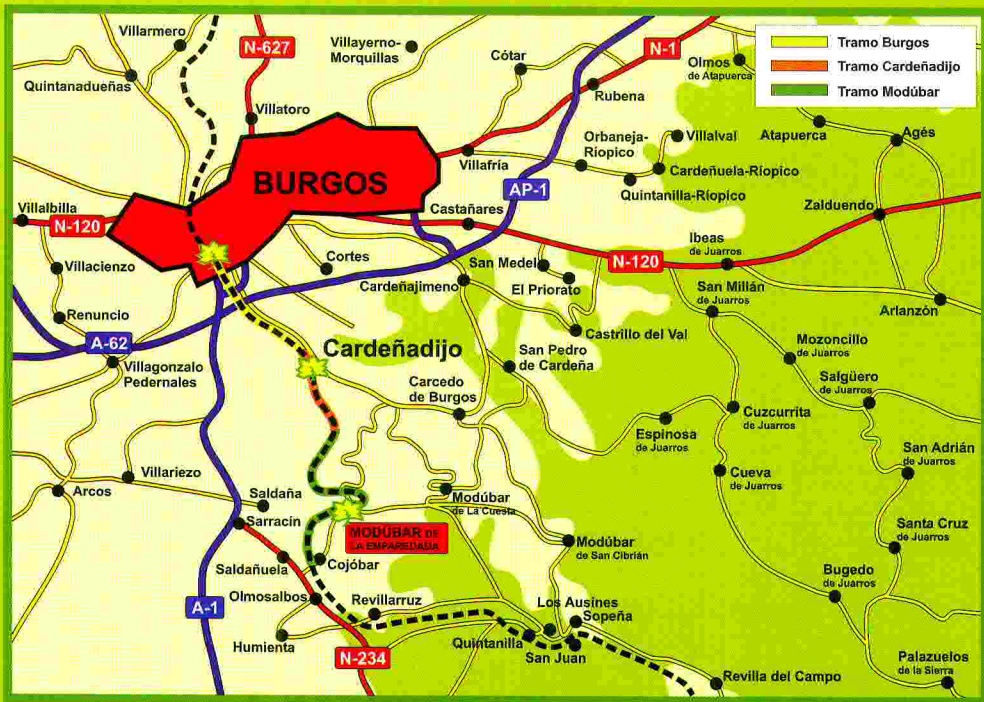 Villarmero
N-627
Villayerno-
Morquillas
Cótar
N-1
Olmos
de Atapuerca
Tramo Burgos
Tramo Cardeñadijo
Tramo Modúbar
Quintanadueñas
Villatoro
Rubena
Orbaneja-
Riopico
Villalval
Atapuerca
Agés
Villafría
Cardeñuela-Ríopico
Quintanilla-Ríopico
BURGOS
AP-1
Villalbilla
N-120
Castañares
Zalduendo
Villacienzo
Cortes
San Medel
El Priorato
N-120
Ibeas
de Juarros
Cardeñajimeno
San Millán
de Juarros
Arlanzón
Renuncio
A-62
Castrillo del Val
Villagonzalo
Pedernales
Cardeñadijo
San Pedro
de Cardeña
Mozoncillo
de Juarros
Carcedo
de Burgos
Salgüero
de Juarros
Cuzcurrita
de Juarros
Espinosa
de Juarros
San Adrián
de Juarros
Villariezo
Arcos
Saldaña
Cueva
de Juarros
Modúbar
de La Cuesta
Sarracín
MODÚBAR DE
LA EMPAREDADA
Santa Cruz
de Juarros
Modúbar
de San Cibrián
Saldañuela
Cojóbar
Bugedo
de Juarros
A-1
Olmosalbos
Revillarruz
Los Ausines
Sopeña
Humienta
Quintanilla
San Juan
N-234
Revilla del Campo
Palazuelos
de la Sierra